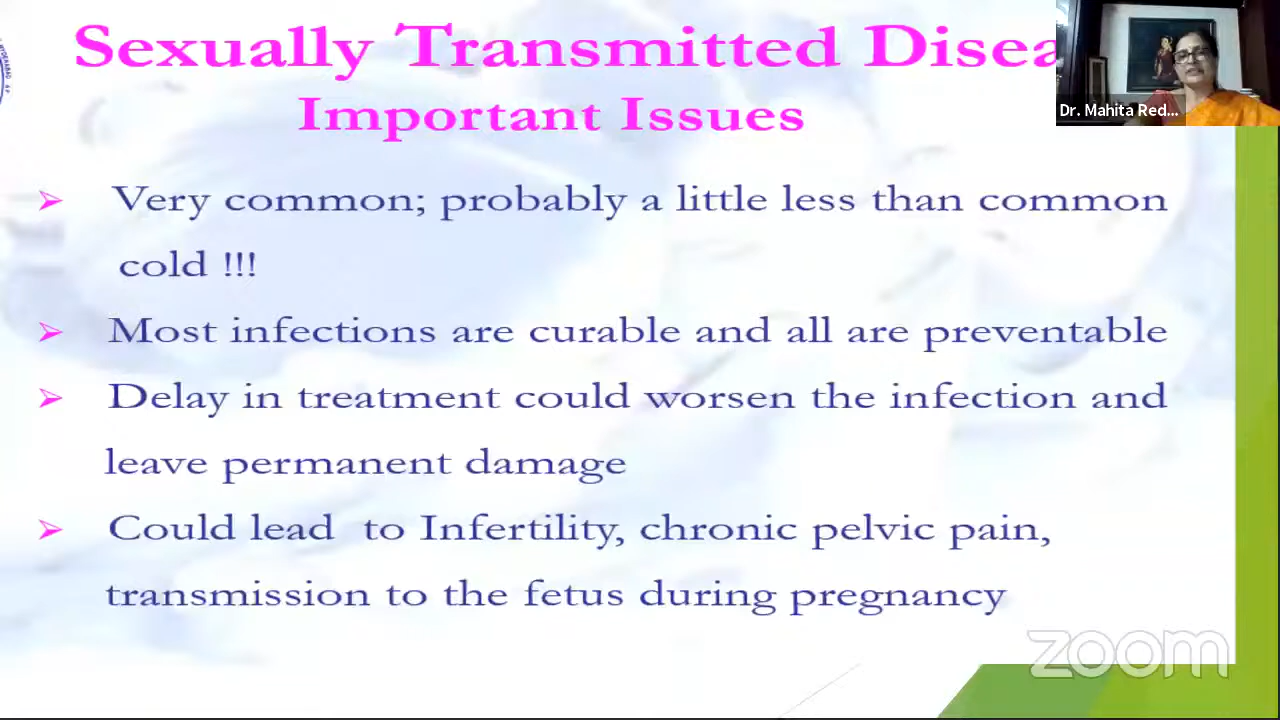 Sexually Transmitted Disea
Important Issues
Dr. Mahita Red...
➢ Very common; probably a little less than common
cold !!!
➢ Most infections are curable and all are preventable
➢ Delay in treatment could worsen the infection and
leave permanent damage
➢ Could lead to Infertility, chronic pelvic pain,
transmission to the fetus during pregnancy
zoom